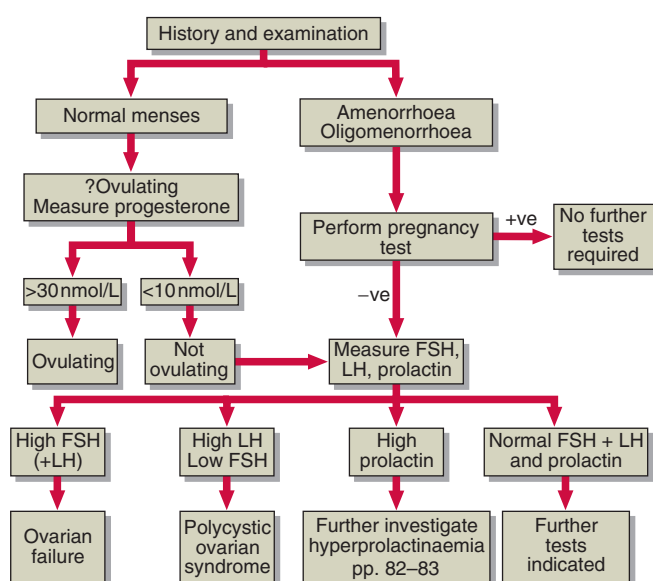 History and examination
Normal menses
Amenorrhoea
Oligomenorrhoea
?Ovulating
Measure progesterone
Perform pregnancy
test
+ve
No further
tests
required
>30 nmol/L
<10 nmol/L
–ve
Ovulating
Not
ovulating
Measure FSH,
LH, prolactin
High FSH
(+LH)
High LH
Low FSH
High
prolactin
Normal FSH + LH
and prolactin
Ovarian
failure
Polycystic
ovarian
syndrome
Further investigate
hyperprolactinaemia
pp. 82–83
Further
tests
indicated